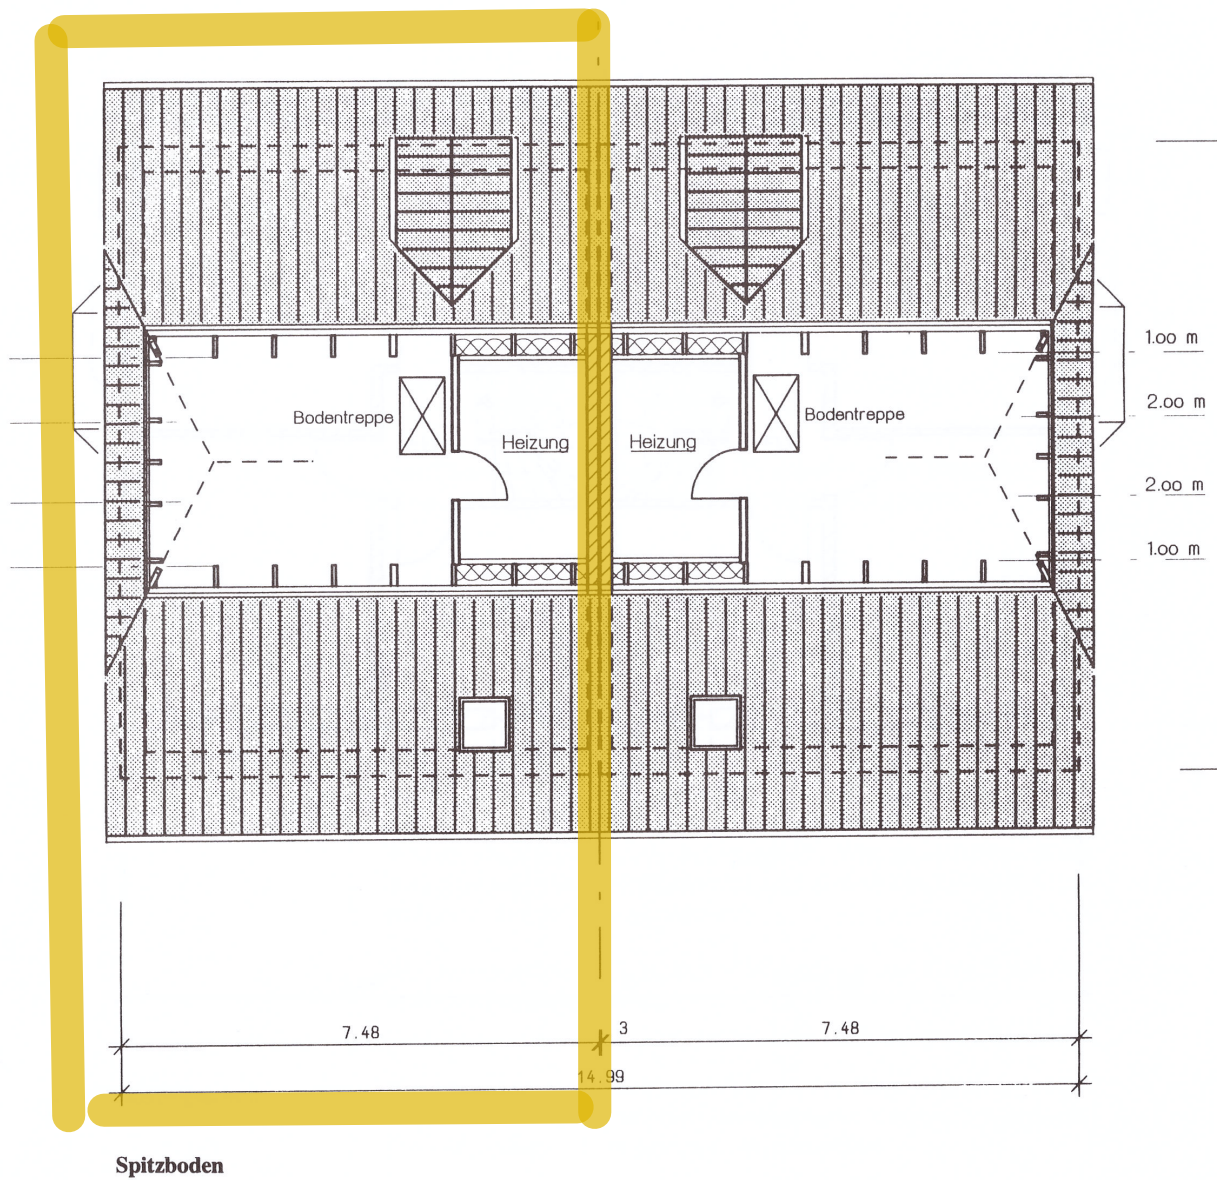 1.oo m
2.oo m
Bodentreppe
Bodentreppe
Heizung
Heizung
2.oo m
1.oo m
7.48
3
7.48
14.99
Spitzboden